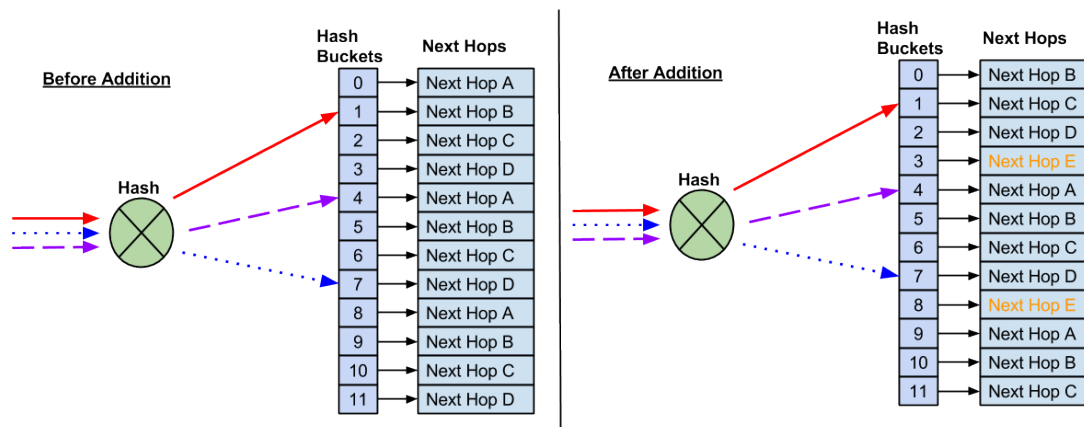 Before Addition
Hash
Hash Buckets
Next Hops
0 Next Hop A
1 Next Hop B
2 Next Hop C
3 Next Hop D
4 Next Hop A
5 Next Hop B
6 Next Hop C
7 Next Hop D
8 Next Hop A
9 Next Hop B
10 Next Hop C
11 Next Hop D
After Addition
Hash
Hash Buckets
Next Hops
0 Next Hop B
1 Next Hop C
2 Next Hop D
3 Next Hop E
4 Next Hop A
5 Next Hop B
6 Next Hop C
7 Next Hop D
8 Next Hop E
9 Next Hop A
10 Next Hop B
11 Next Hop C